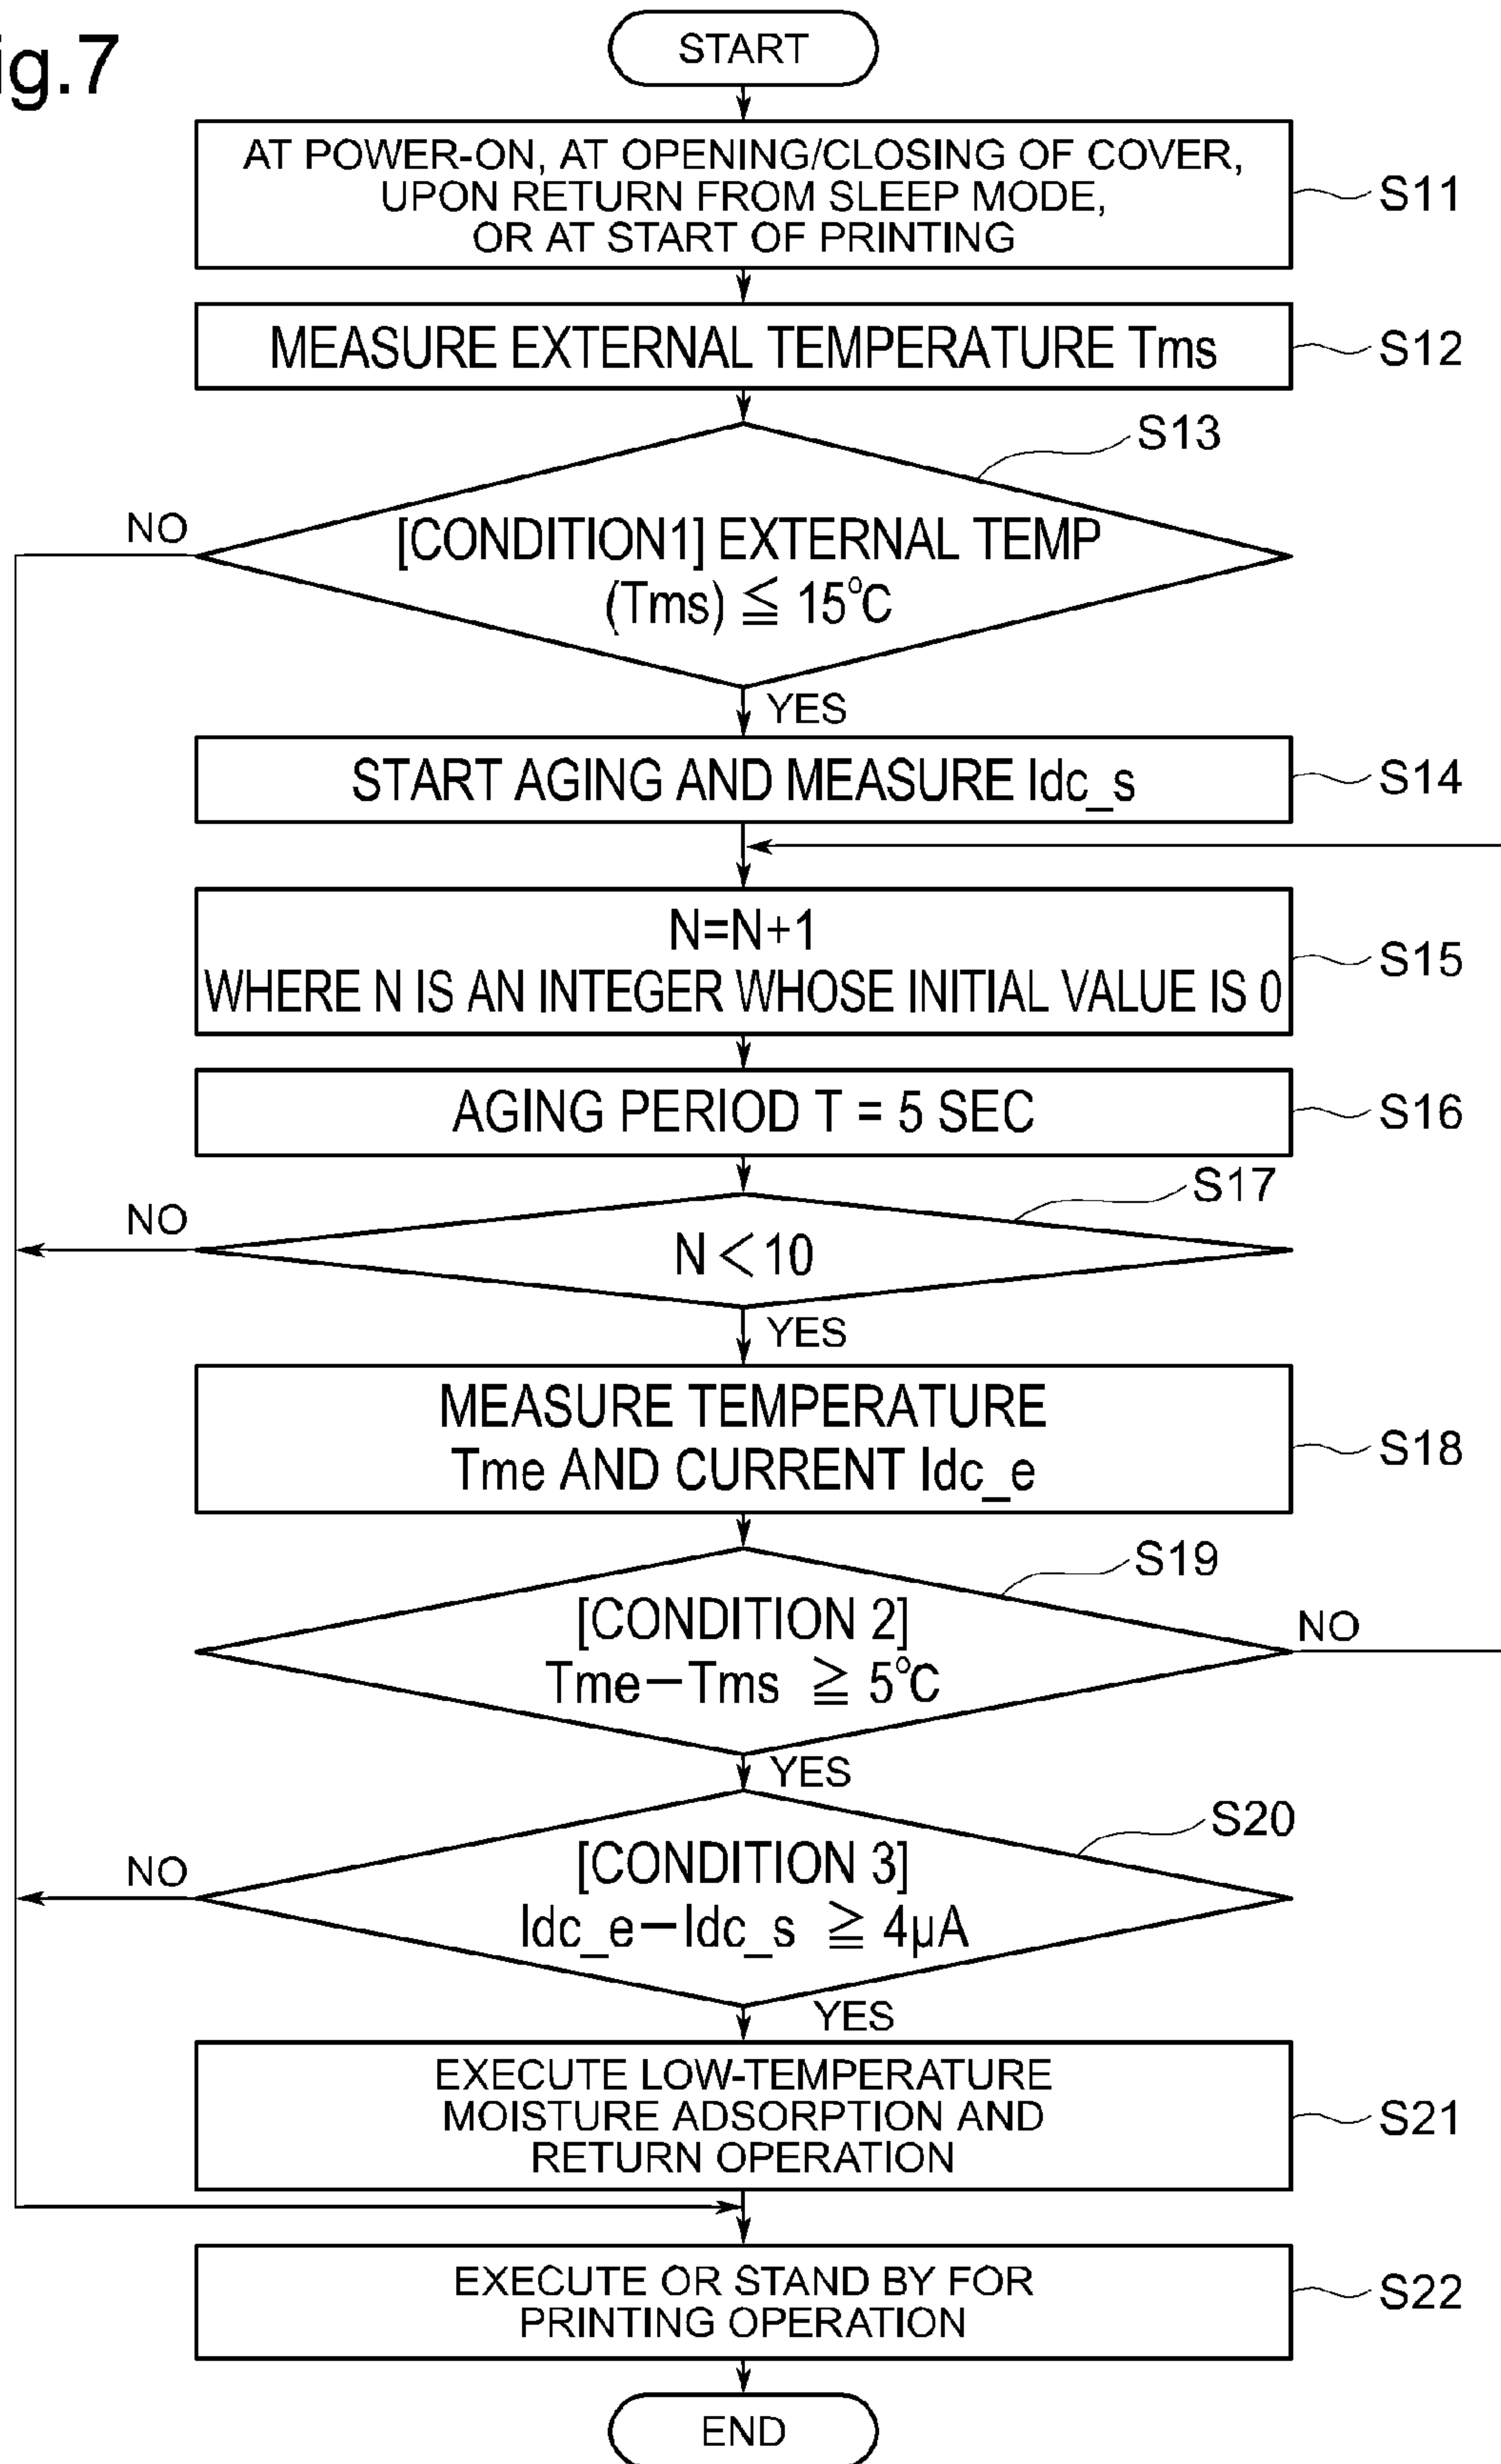 ig.7
START
AT POWER-ON, AT OPENING/CLOSING OF COVER,
UPON RETURN FROM SLEEP MODE,
OR AT START OF PRINTING
S11
MEASURE EXTERNAL TEMPERATURE Tms
S12
S13
NO
[CONDITION1] EXTERNAL TEMP
(Tms) ≦ 15°C
YES
START AGING AND MEASURE Idc_s
S14
N=N+1
WHERE N IS AN INTEGER WHOSE INITIAL VALUE IS 0
S15
AGING PERIOD T = 5 SEC
S16
S17
NO
N<10
YES
MEASURE TEMPERATURE
Tme AND CURRENT Idc_e
S18
S19
[CONDITION 2]
Tme−Tms ≧ 5°C
NO
YES
S20
NO
[CONDITION 3]
Idc_e−Idc_s ≧ 4μA
YES
EXECUTE LOW-TEMPERATURE
MOISTURE ADSORPTION AND
RETURN OPERATION
S21
EXECUTE OR STAND BY FOR
PRINTING OPERATION
S22
END